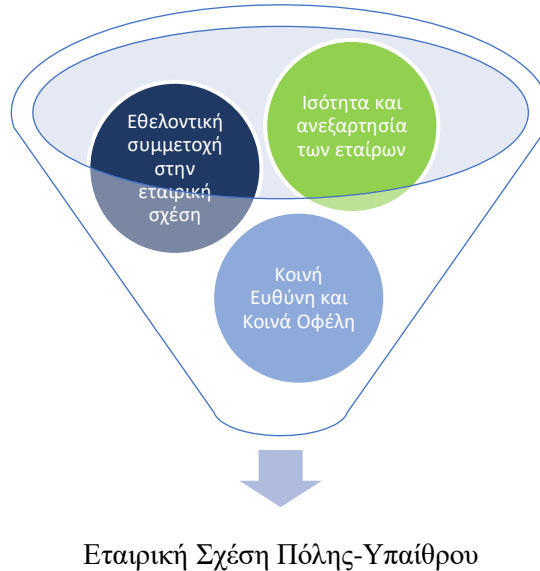 Εθελοντική
συμμετοχή
στην
εταιρική
σχέση
Ισότητα και
ανεξαρτησία
των εταίρων
Κοινή
Ευθύνη και
Κοινά Οφέλη
Εταιρική Σχέση Πόλης-Υπαίθρου